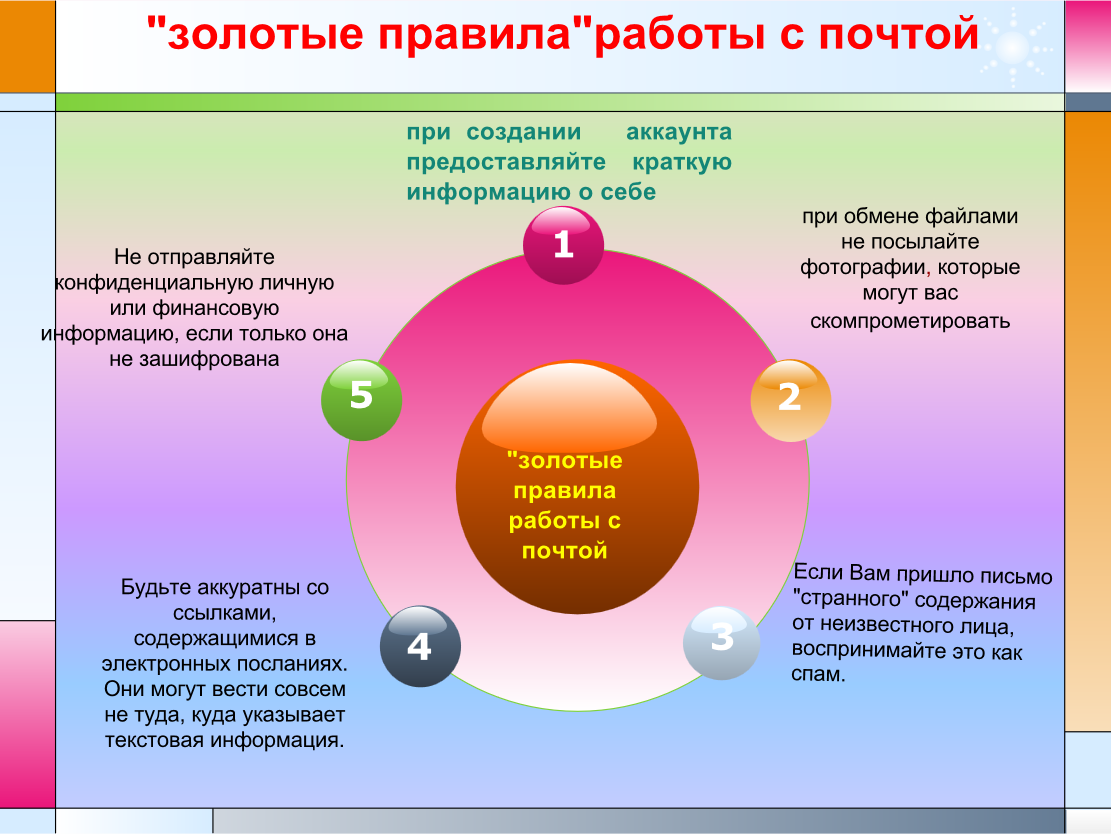 "золотые правила"работы с почтой
при создании аккаунта
предоставляйте краткую
информацию о себе
1
при обмене файлами
не посылайте
фотографии, которые
могут вас
скомпрометировать
2
Если Вам пришло письмо
"странного" содержания
от неизвестного лица,
воспринимайте это как
спам.
3
Будьте аккуратны со
ссылками,
содержащимися в
электронных посланиях.
Они могут вести совсем
не туда, куда указывает
текстовая информация.
4
Не отправляйте
конфиденциальную личную
или финансовую
информацию, если только она
не зашифрована
5
"золотые
правила
работы с
почтой